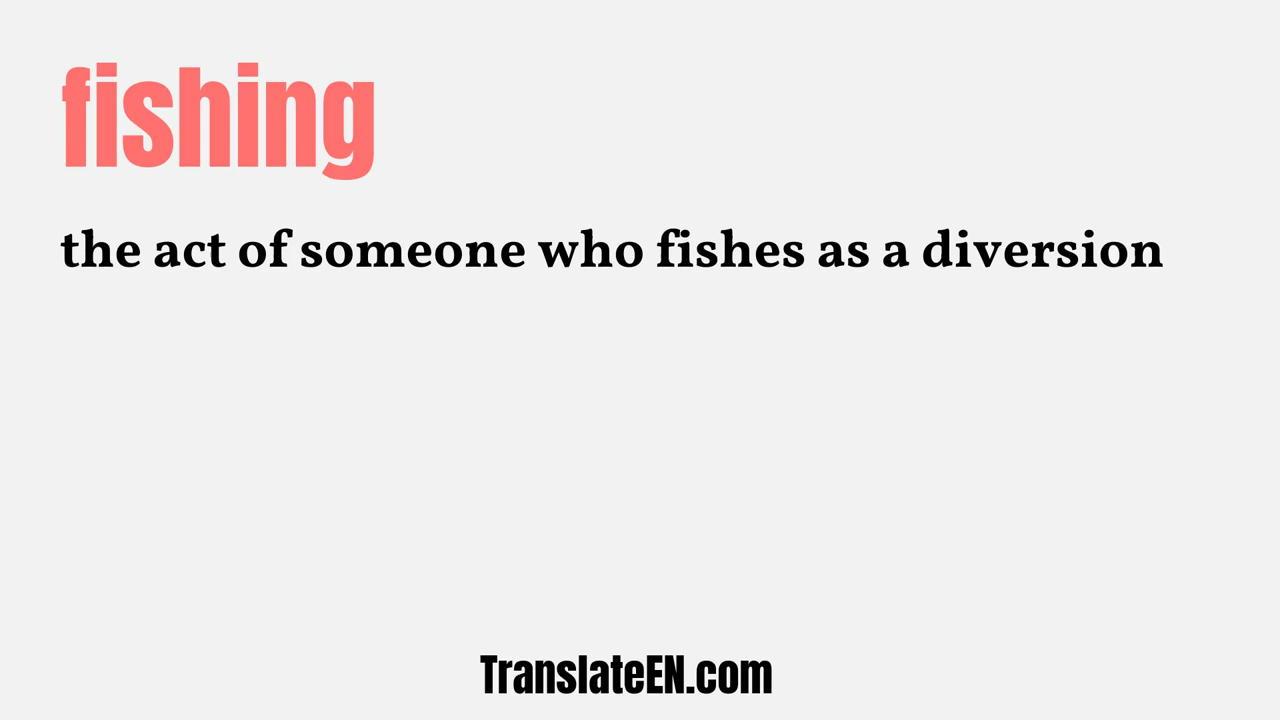 fishing
the act of someone who fishes as a diversion
TranslateEN.com